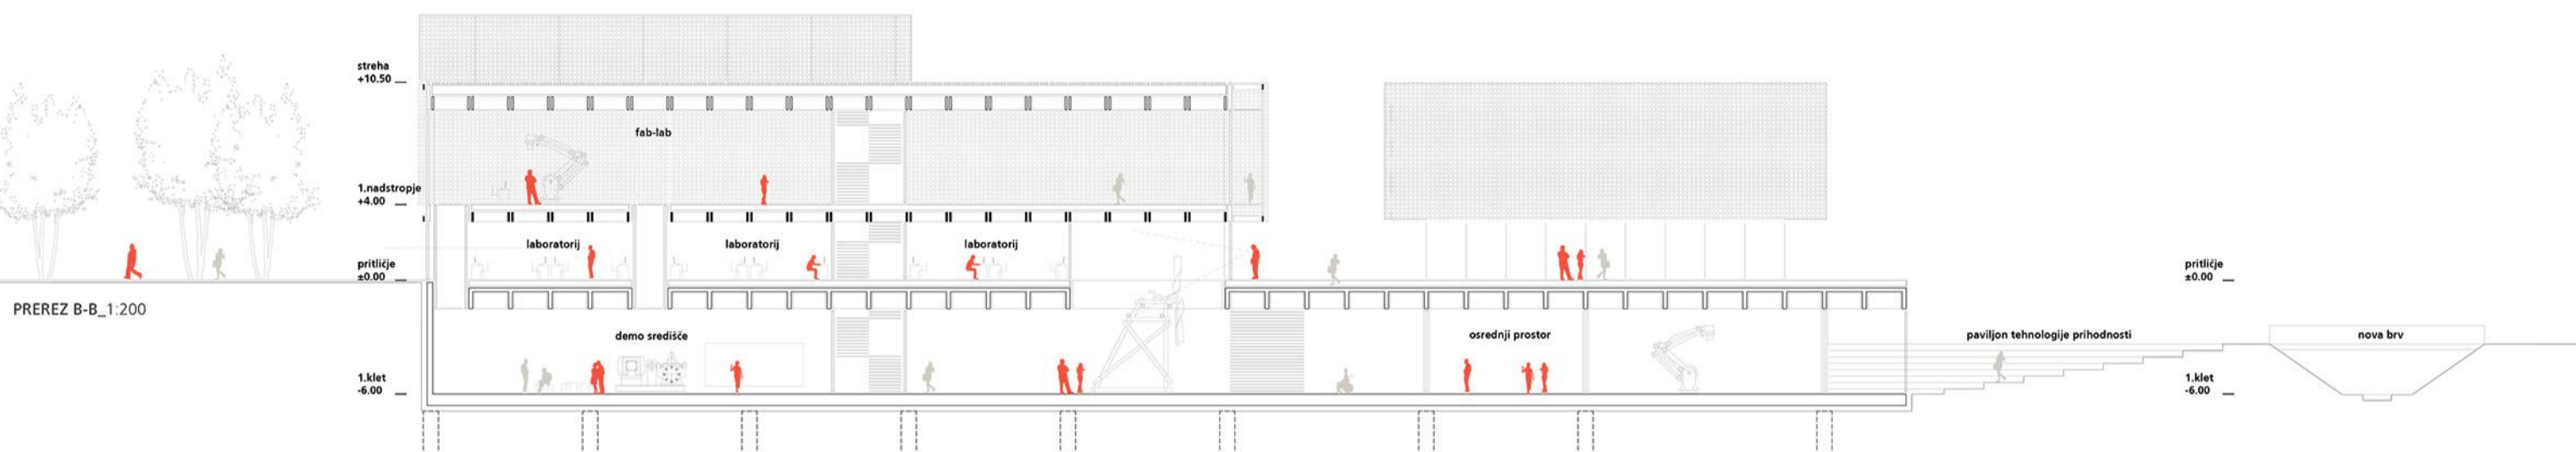 streha
+10.50
fab-lab
1.nadstropje
+4.00
laboratorij
laboratorij
laboratorij
pritličje
±0.00
pritličje
±0.00
PREREZ B-B_1:200
demo središče
osrednji prostor
paviljon tehnologije prihodnosti
nova brv
1.klet
-6.00
1.klet
-6.00